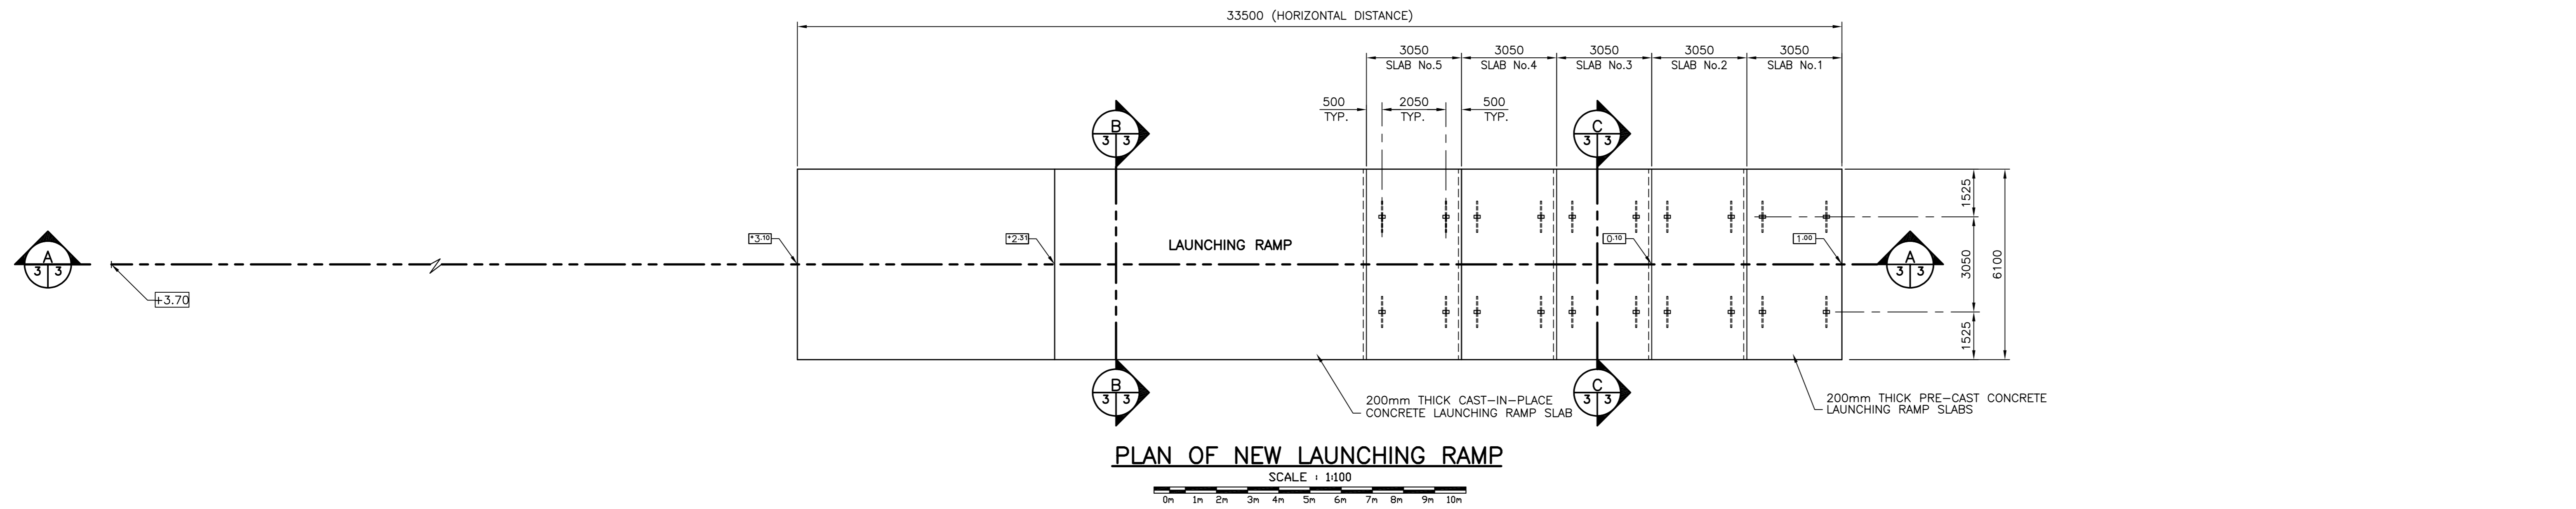 33500 (HORIZONTAL DISTANCE)
3050 3050 3050 3050 3050
SLAB No.5 SLAB No.4 SLAB No.3 SLAB No.2 SLAB No.1
500 2050 500
TYP. TYP. TYP.
B
3 3
C
3 3
1525
3050
1525
6100
A
3 3
+3.70
+3.10
+2.31
LAUNCHING RAMP
0.10
1.00
A
3 3
B
3 3
C
3 3
200mm THICK CAST-IN-PLACE
CONCRETE LAUNCHING RAMP SLAB
200mm THICK PRE-CAST CONCRETE
LAUNCHING RAMP SLABS
PLAN OF NEW LAUNCHING RAMP
SCALE : 1:100
0m 1m 2m 3m 4m 5m 6m 7m 8m 9m 10m